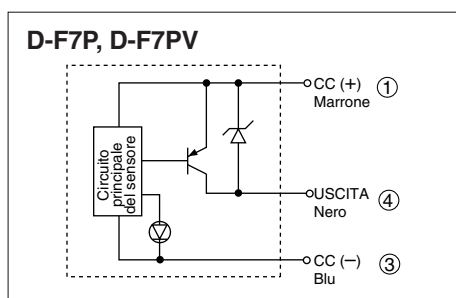 D-F7P, D-F7PV
CC (+) ①
Marrone
Circuito
principale
del sensore
USCITA ④
Nero
CC (−) ③
Blu